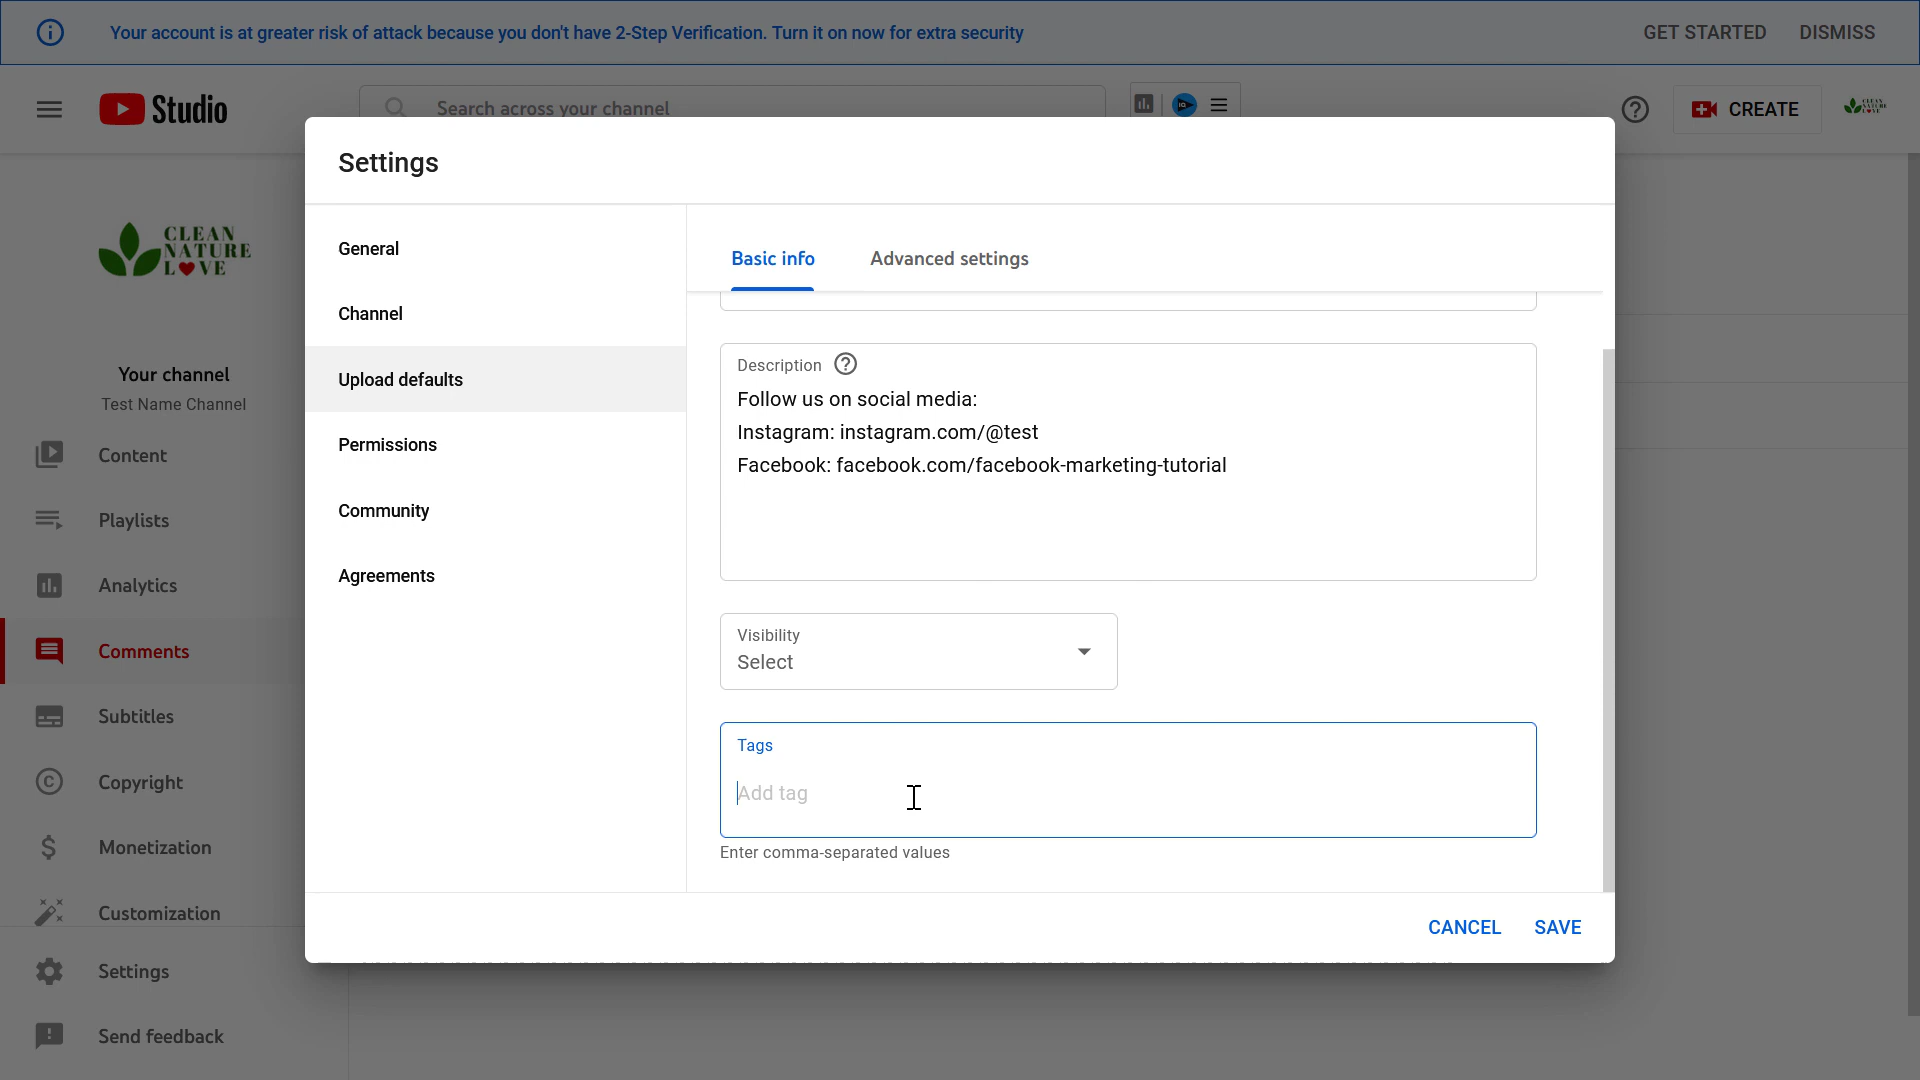 Your account is at greater risk of attack because you don't have 2-Step Verification. Turn it on now for extra security
GET STARTED
DISMISS
Studio
Search across your channel
CREATE
Settings
CLEAN
NATURE
LOVE
Your channel
Test Name Channel
Content
Playlists
Analytics
Comments
Subtitles
Copyright
Monetization
Customization
Settings
Send feedback
General
Channel
Upload defaults
Permissions
Community
Agreements
Basic info
Advanced settings
Description
Follow us on social media:
Instagram: instagram.com/@test
Facebook: facebook.com/facebook-marketing-tutorial
Visibility
Select
Tags
Add tag
Enter comma-separated values
CANCEL
SAVE